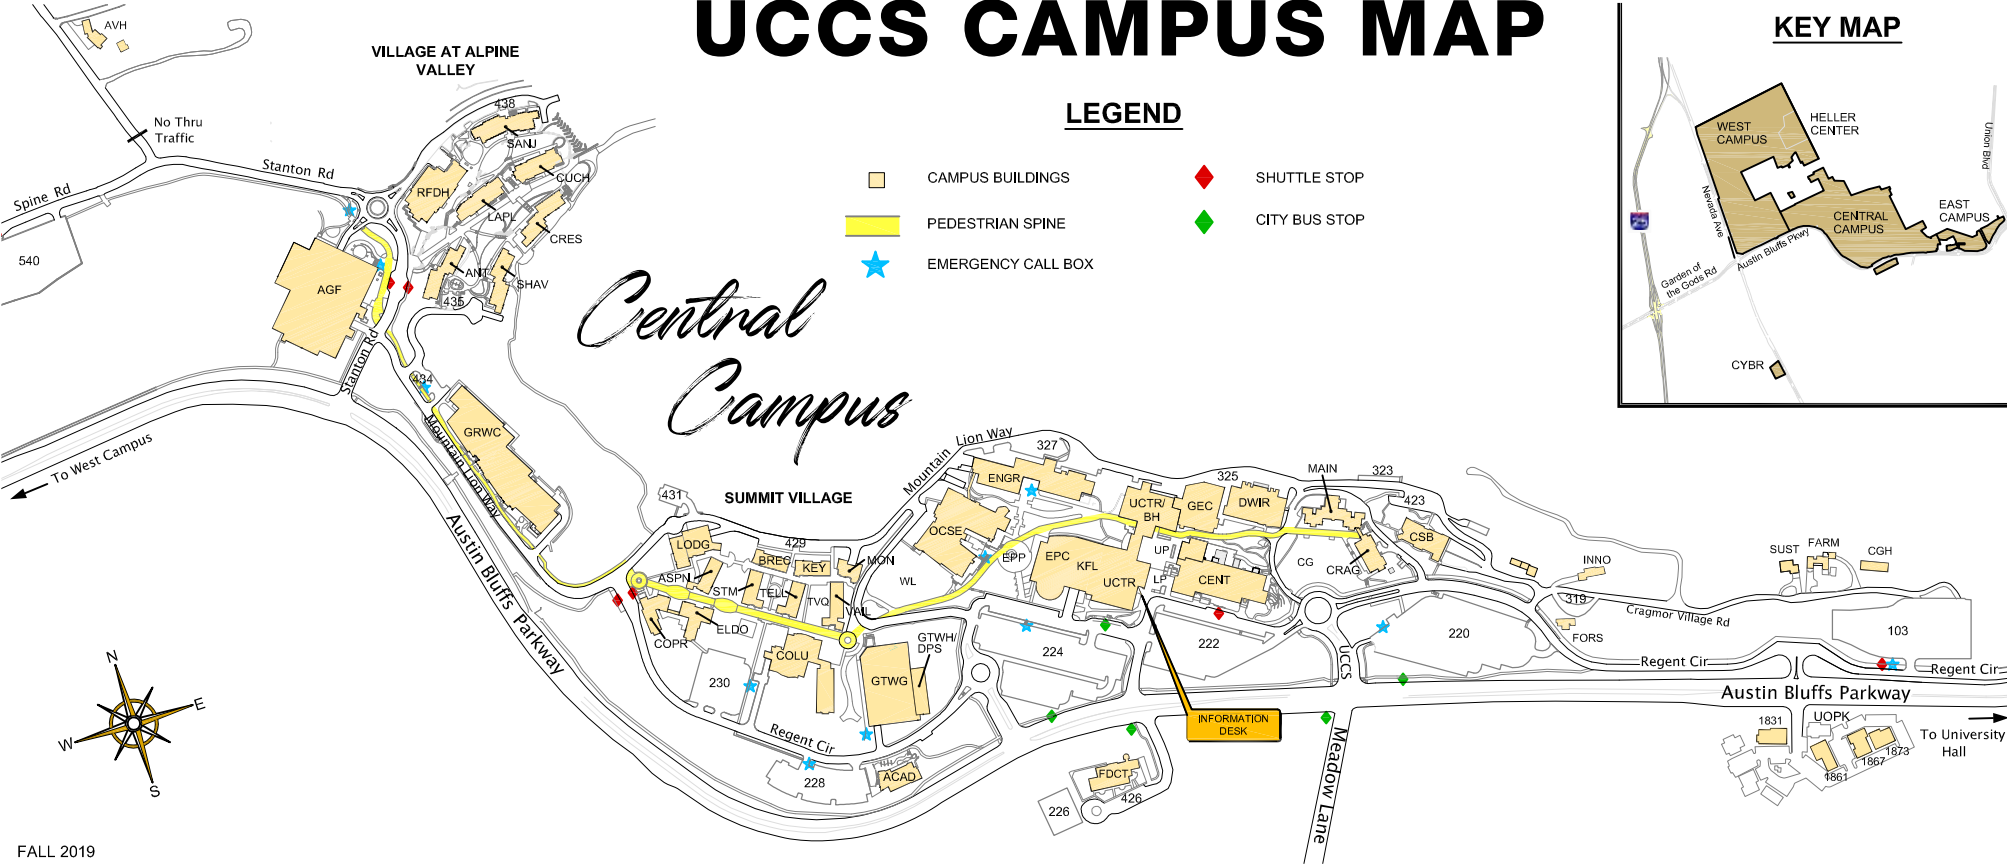 UCCS CAMPUS MAP
KEY MAP
LEGEND
CAMPUS BUILDINGS
PEDESTRIAN SPINE
EMERGENCY CALL BOX
SHUTTLE STOP
CITY BUS STOP
WEST
CAMPUS
HELLER
CENTER
CENTRAL
CAMPUS
EAST
CAMPUS
Union Blvd
Nevada Ave
Austin Bluffs Pkwy
Garden of
the Gods Rd
CYBR
AVH
VILLAGE AT ALPINE
VALLEY
No Thru
Traffic
Stanton Rd
Spine Rd
540
438
SANJ
CUCH
RFDH
LAPL
CRES
ANT
SHAV
435
AGF
Stanton Rd
434
GRWC
Mountain Lion Way
To West Campus
Austin Bluffs Parkway
Central
Campus
431
SUMMIT VILLAGE
429
LODG
BREC
KEY
MON
ASPN
STM
TELL
TVQ
VAIL
COPR
ELDO
COLU
230
GTWH/
DPS
GTWG
Regent Cir
228
ACAD
Mountain
Lion Way
327
ENGR
OCSE
WL
EPP
EPC
KFL
UCTR
UCTR/
BH
GEC
325
DWIR
UP
LP
CENT
MAIN
323
423
CSB
CG
CRAG
224
222
220
UCCS
INFORMATION
DESK
FDCT
226
426
Meadow Lane
INNO
319
FORS
SUST
FARM
CGH
Cragmor Village Rd
103
Regent Cir
Regent Cir
Austin Bluffs Parkway
1831
UOPK
1873
1867
1861
To University
Hall
N
E
W
S
FALL 2019